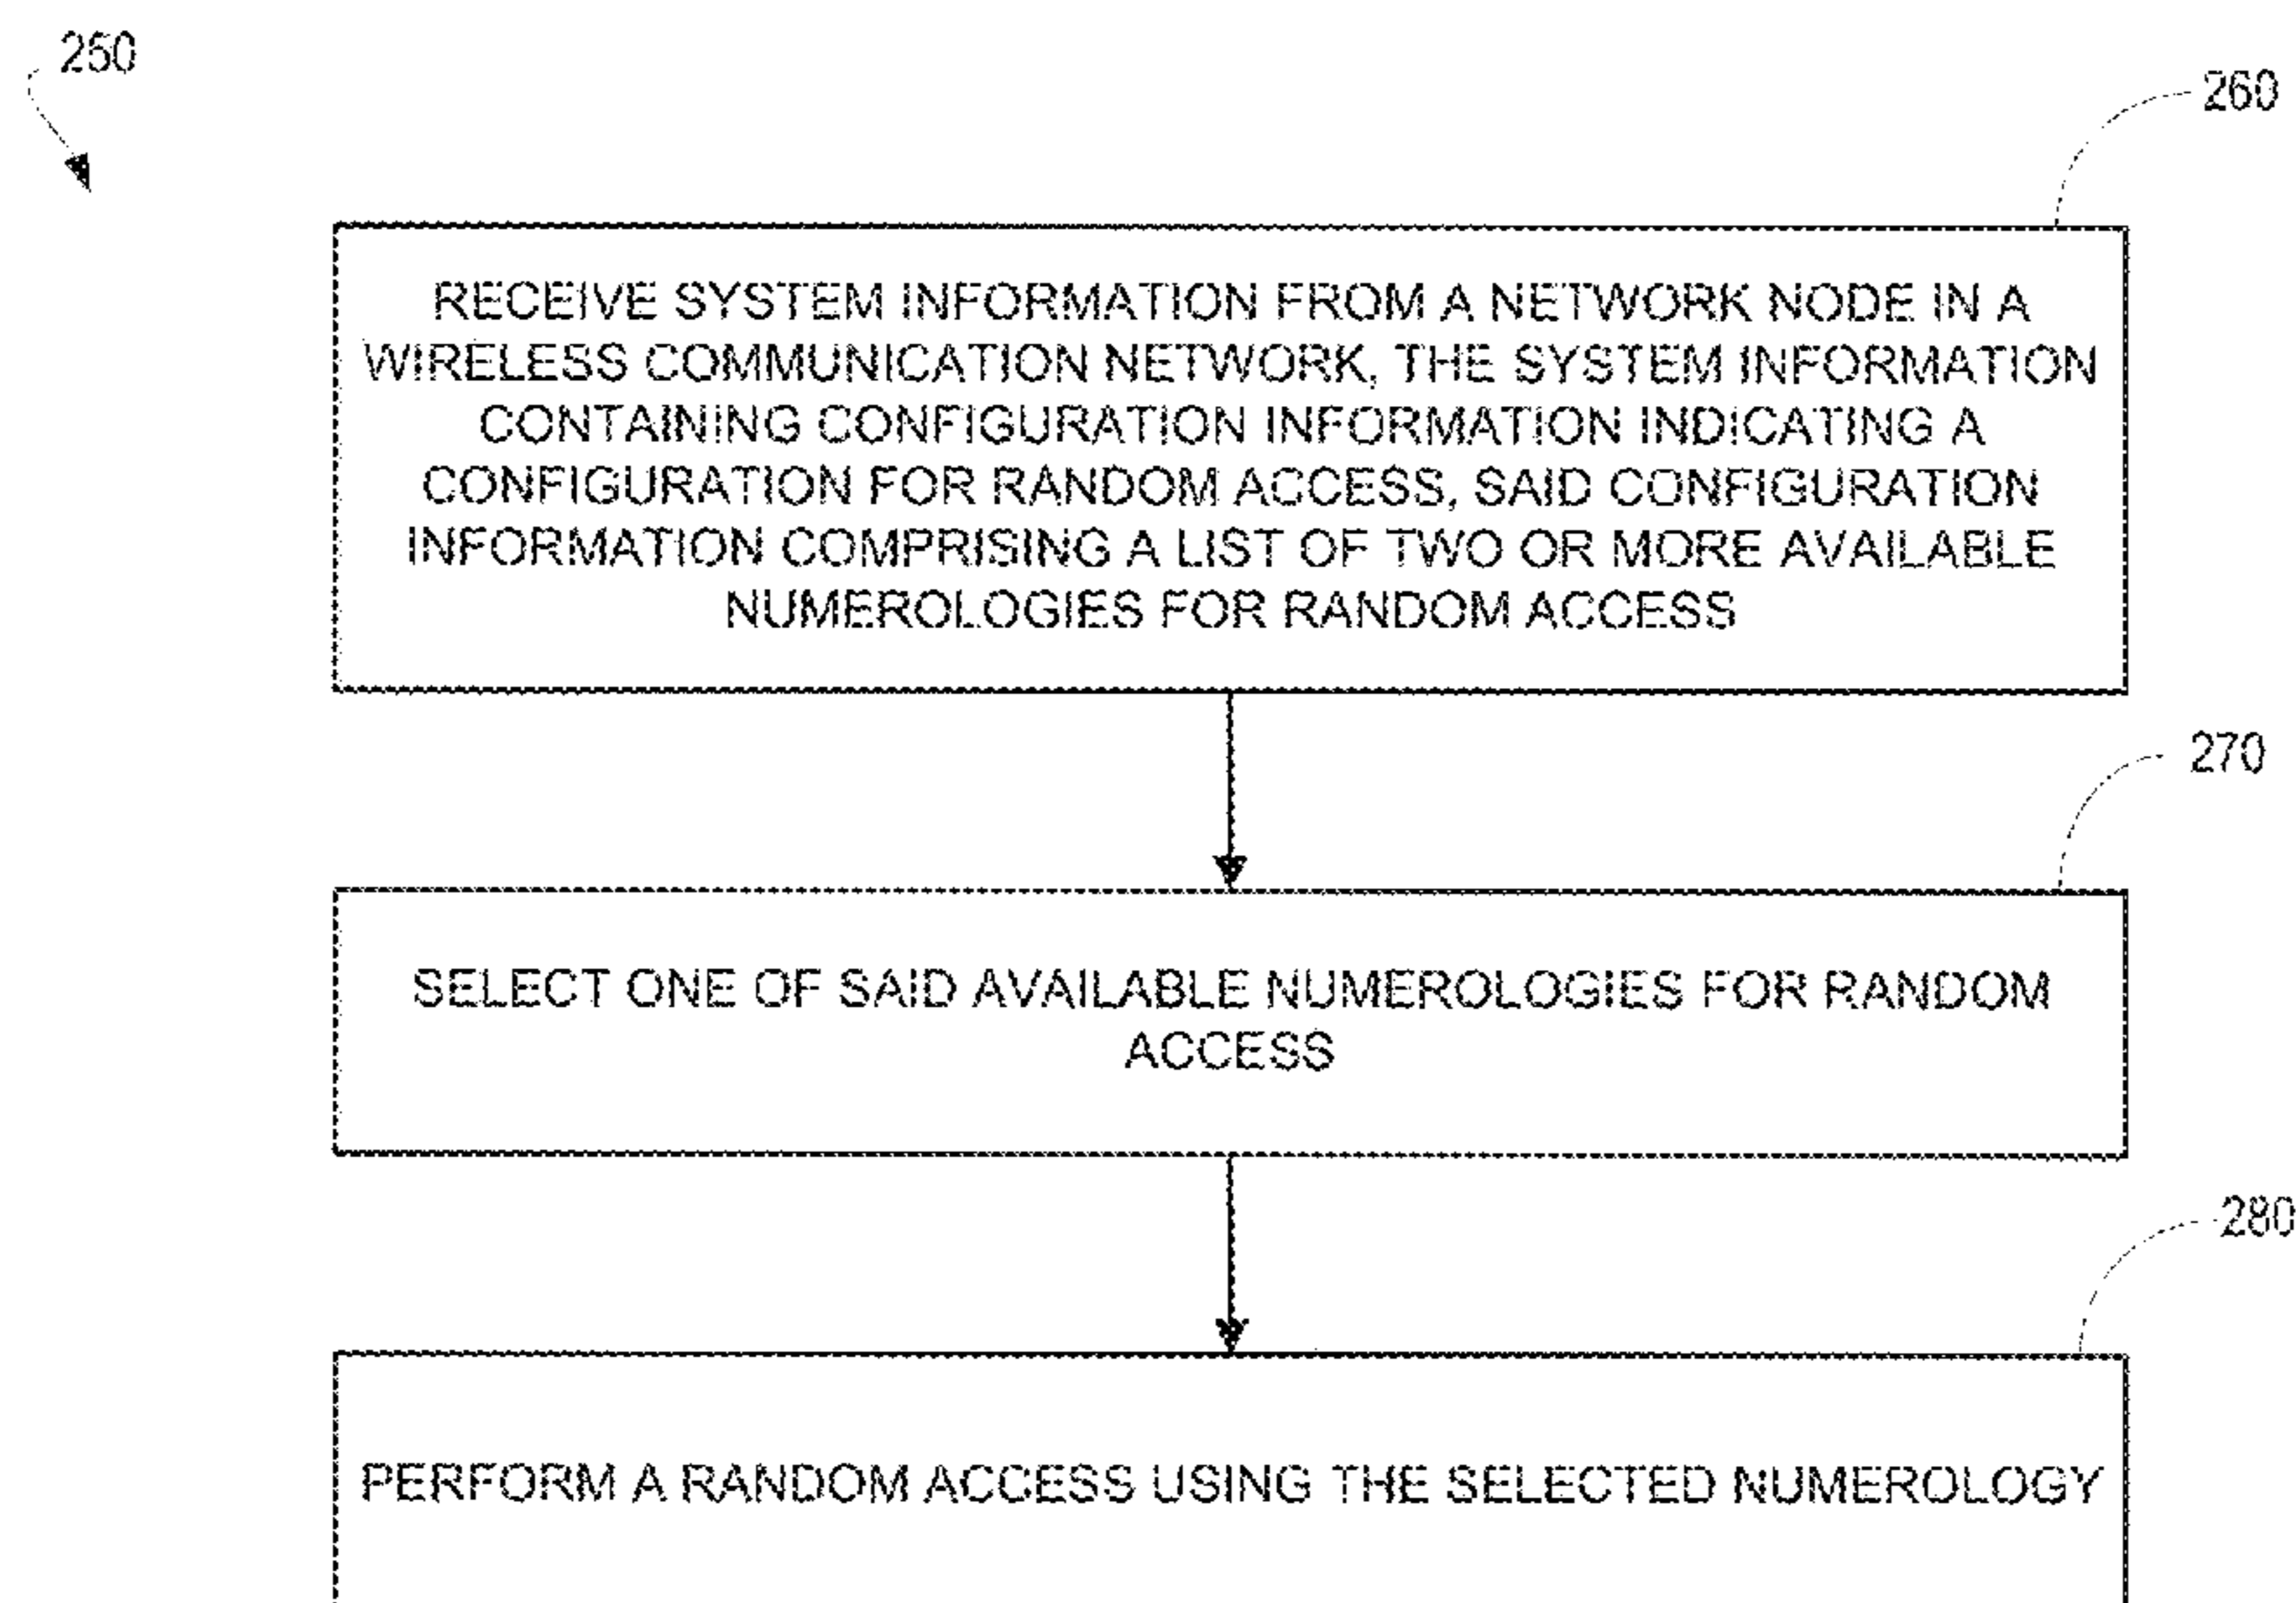 250
260
RECEIVE SYSTEM INFORMATION FROM A NETWORK NODE IN A
WIRELESS COMMUNICATION NETWORK, THE SYSTEM INFORMATION
CONTAINING CONFIGURATION INFORMATION INDICATING A
CONFIGURATION FOR RANDOM ACCESS, SAID CONFIGURATION
INFORMATION COMPRISING A LIST OF TWO OR MORE AVAILABLE
NUMEROLOGIES FOR RANDOM ACCESS
270
SELECT ONE OF SAID AVAILABLE NUMEROLOGIES FOR RANDOM
ACCESS
280
PERFORM A RANDOM ACCESS USING THE SELECTED NUMEROLOGY